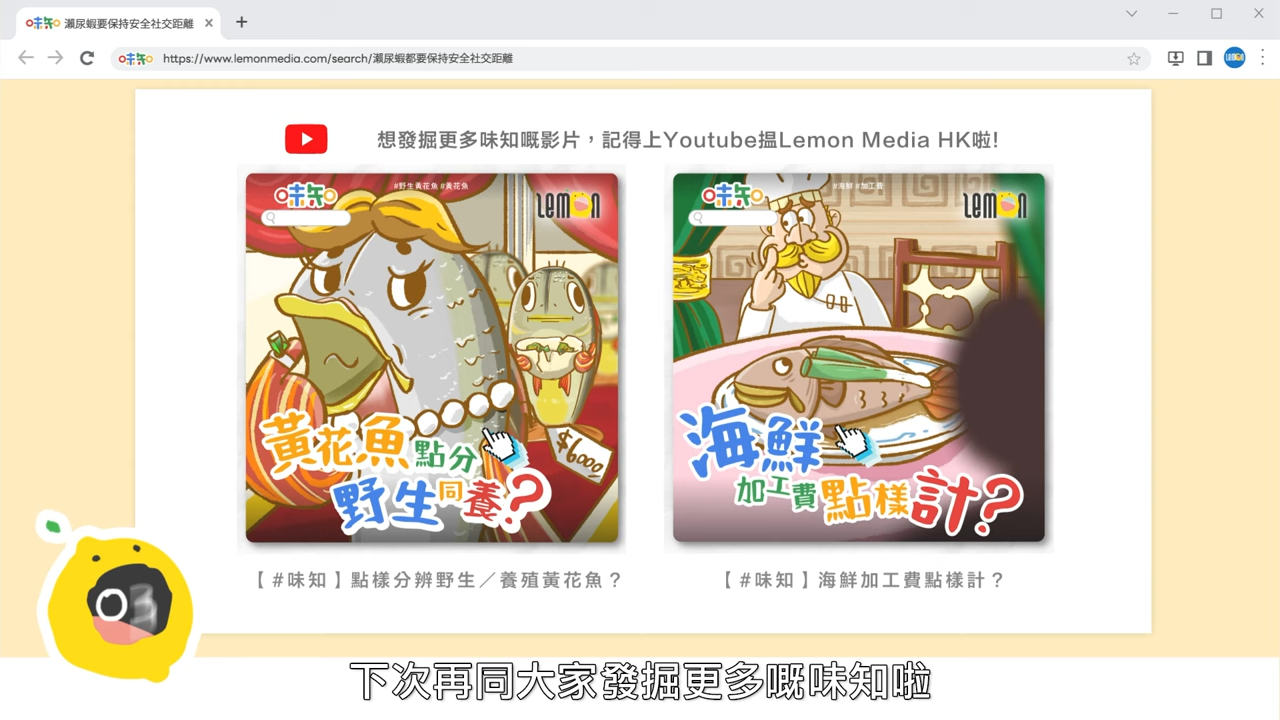 味知 瀨尿蝦要保持安全社交距離
味知 https://www.lemonmedia.com/search/瀨尿蝦都要保持安全社交距離
LEMON
想發掘更多味知嘅影片，記得上Youtube搵Lemon Media HK啦!
味知
#野生黃花魚 #黃花魚
LEMON
$6000
黃花魚點分
野生同養?
味知
#海鮮 #加工費
LEMON
海鮮
加工費點樣計?
【#味知】點樣分辨野生／養殖黃花魚？
【#味知】海鮮加工費點樣計？
下次再同大家發掘更多嘅味知啦